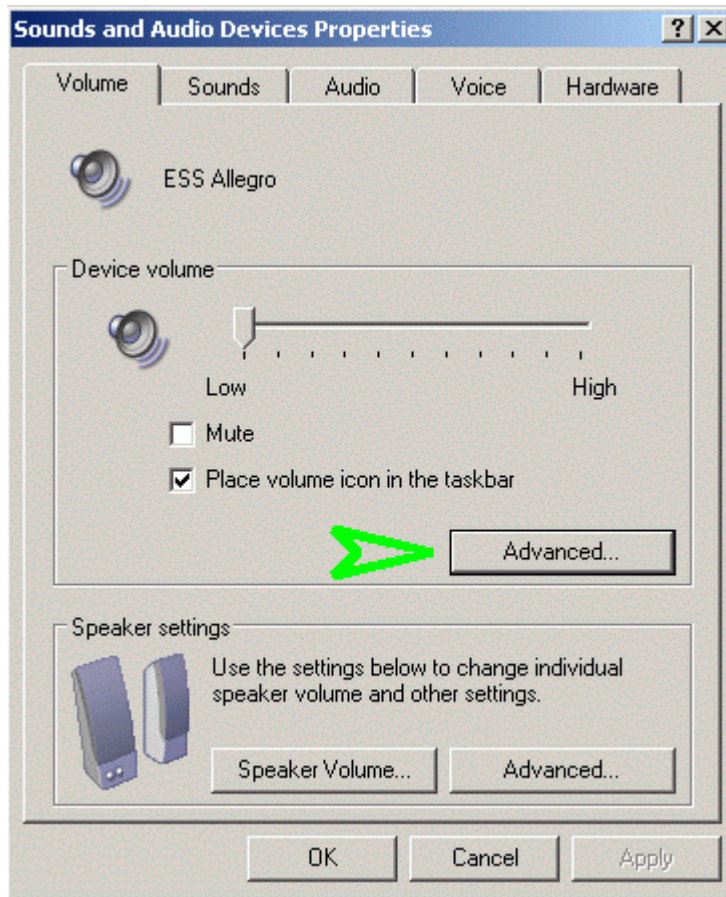 Sounds and Audio Devices Properties
Volume
Sounds
Audio
Voice
Hardware
ESS Allegro
Device volume
Low
High
Mute
Place volume icon in the taskbar
Advanced...
Speaker settings
Use the settings below to change individual
speaker volume and other settings.
Speaker Volume...
Advanced...
OK
Cancel
Apply